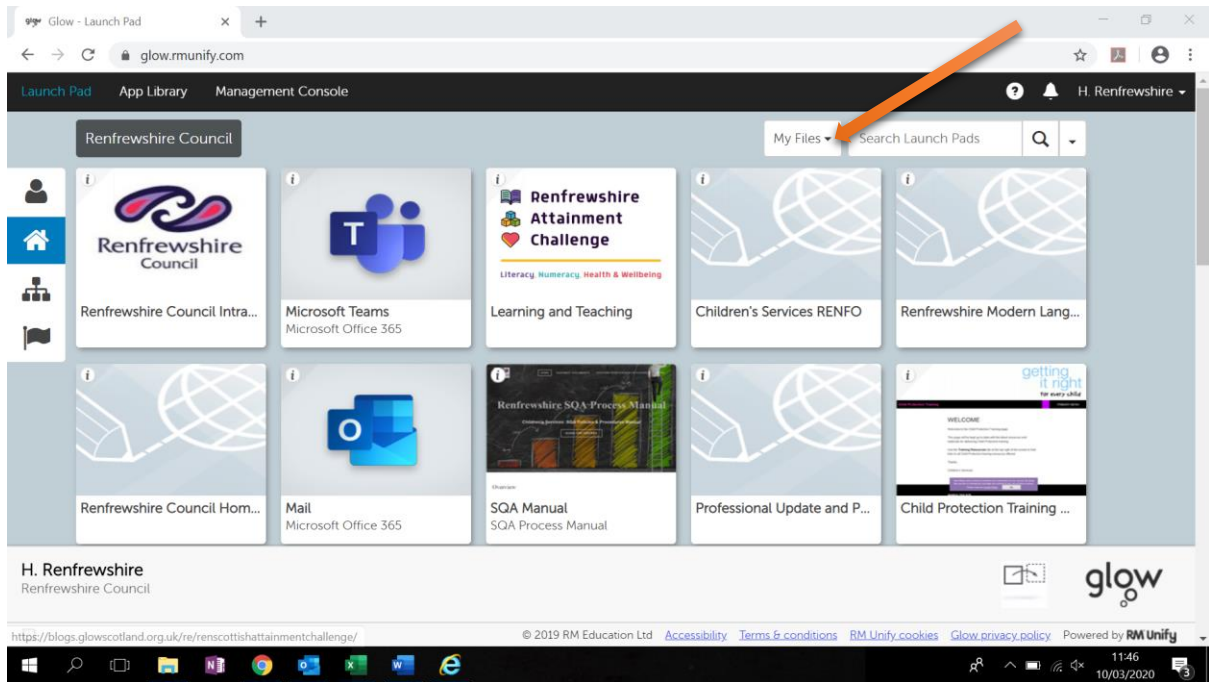 glow Glow - Launch Pad
glow.rmunify.com
Launch Pad App Library Management Console H. Renfrewshire
Renfrewshire Council My Files Search Launch Pads
Renfrewshire
Council
Renfrewshire Council Intra...
T
Microsoft Teams
Microsoft Office 365
Renfrewshire
Attainment
Challenge
Literacy, Numeracy, Health & Wellbeing
Learning and Teaching
Children's Services RENFO
Renfrewshire Modern Lang...
Renfrewshire Council Hom...
O
Mail
Microsoft Office 365
Renfrewshire SQA Process Manual
Overview
SQA Manual
SQA Process Manual
Professional Update and P...
getting
it right
for every child
WELCOME
Child Protection Training ...
H. Renfrewshire
Renfrewshire Council
glow
https://blogs.glowscotland.org.uk/re/renscottishattainmentchallenge/
© 2019 RM Education Ltd Accessibility Terms & conditions RM Unify cookies Glow privacy policy Powered by RM Unify
11:46
10/03/2020
3